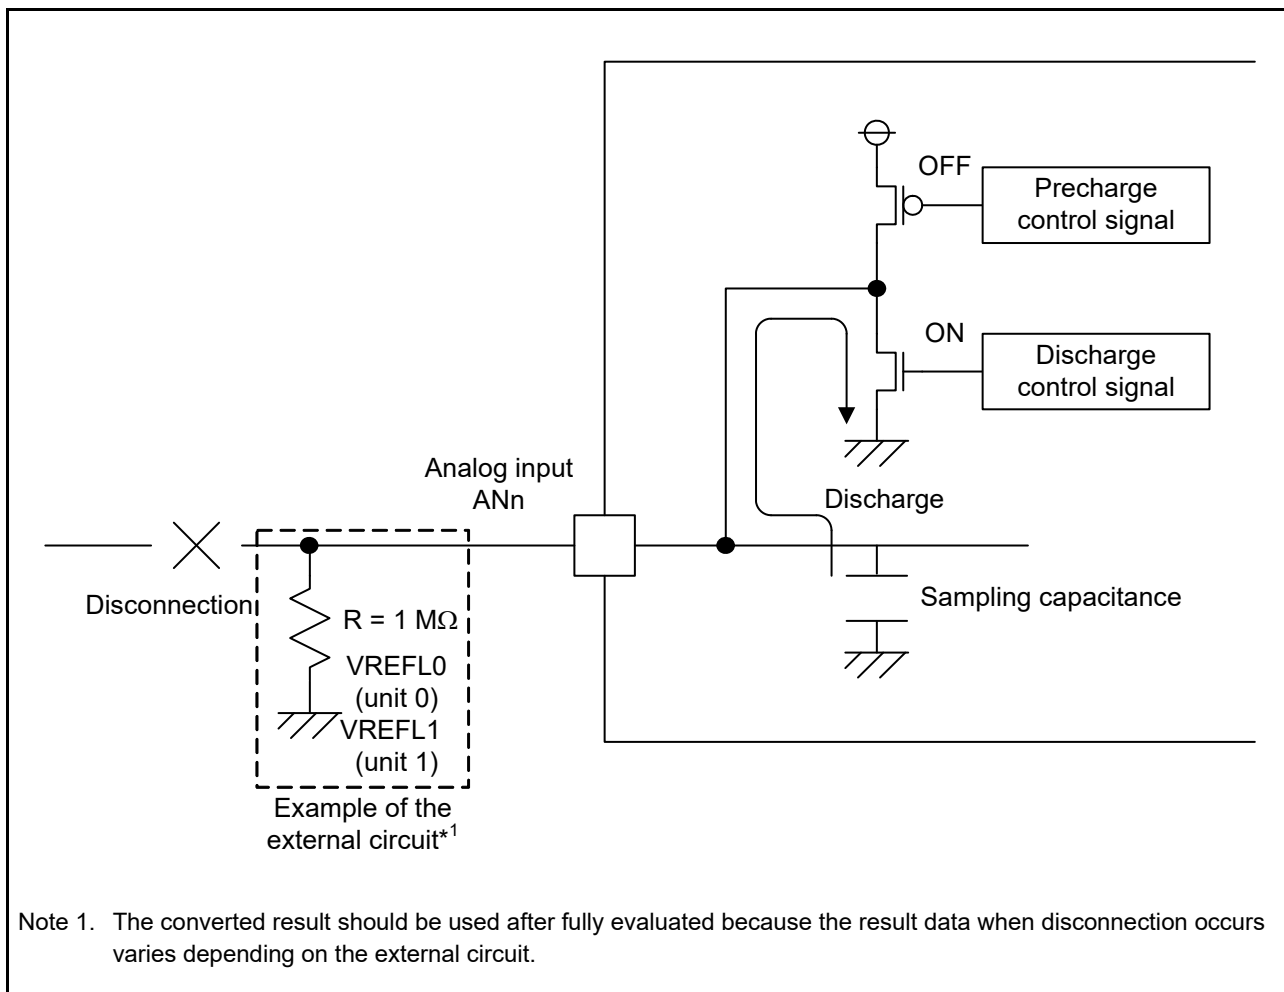 OFF
Precharge
control signal
ON
Discharge
control signal
Analog input
ANn
Discharge
Disconnection
R = 1 MΩ
Sampling capacitance
VREFL0
(unit 0)
VREFL1
(unit 1)
Example of the
external circuit*1
Note 1. The converted result should be used after fully evaluated because the result data when disconnection occurs
varies depending on the external circuit.